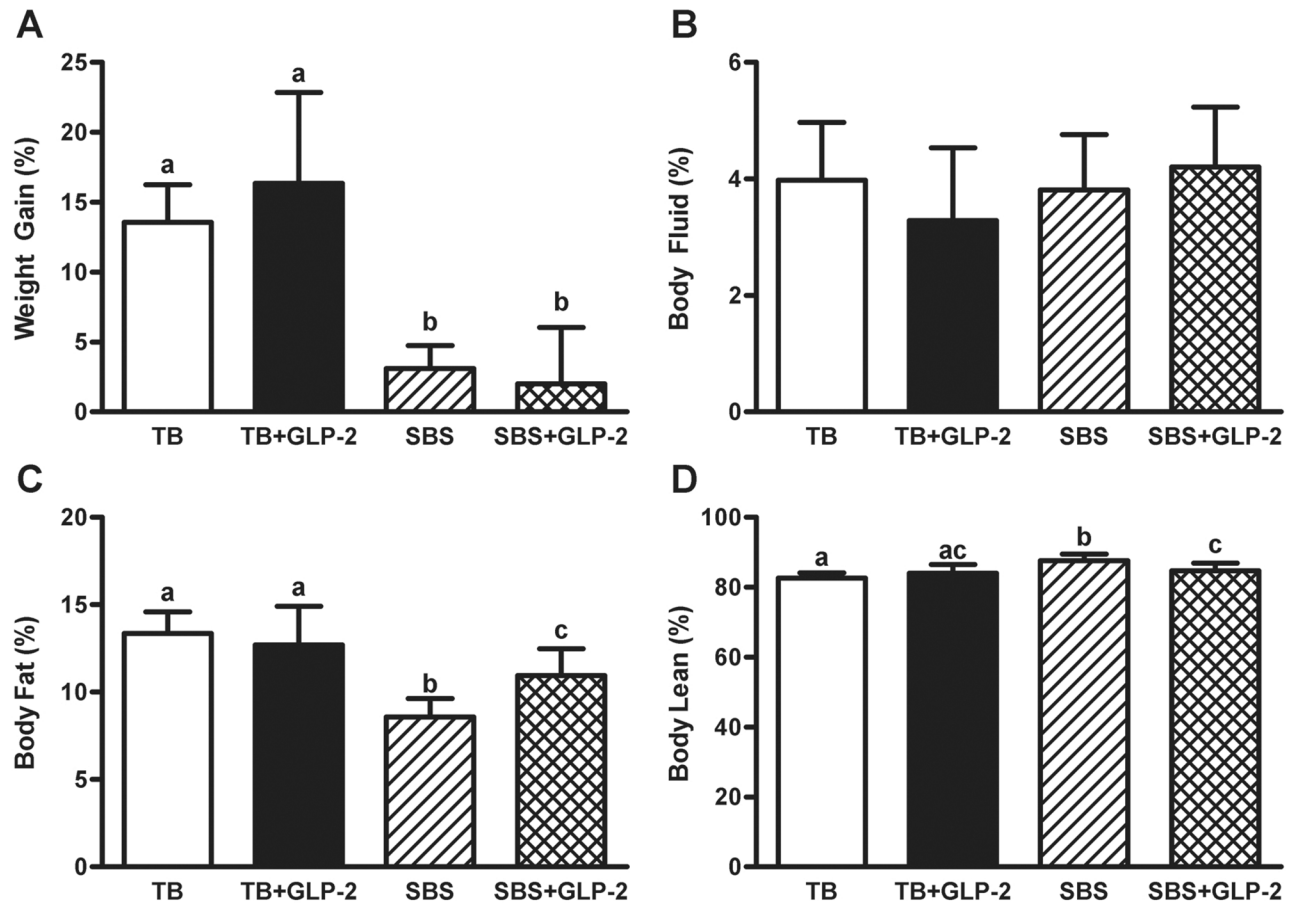 A
Weight Gain (%)
25
20
15
10
5
0
a
a
b
b
TB TB+GLP-2 SBS SBS+GLP-2
B
Body Fluid (%)
6
4
2
0
TB TB+GLP-2 SBS SBS+GLP-2
C
Body Fat (%)
20
15
10
5
0
a
a
b
c
TB TB+GLP-2 SBS SBS+GLP-2
D
Body Lean (%)
100
80
60
40
20
0
a
ac
b
c
TB TB+GLP-2 SBS SBS+GLP-2